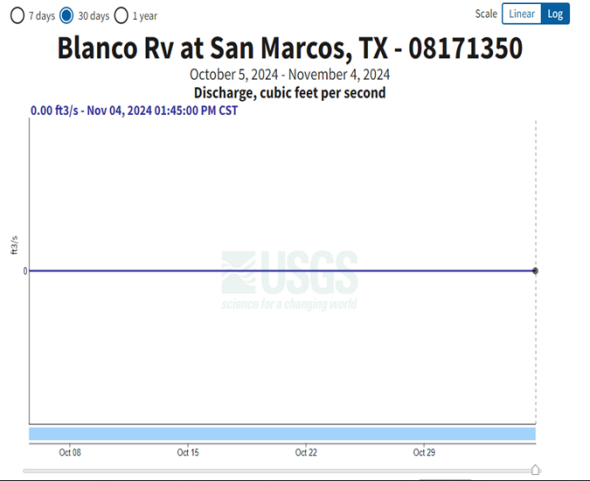 7 days 30 days 1 year Scale Linear Log
Blanco Rv at San Marcos, TX - 08171350
October 5, 2024 - November 4, 2024
Discharge, cubic feet per second
0.00 ft3/s - Nov 04, 2024 01:45:00 PM CST
ft3/s
0
USGS
science for a changing world
Oct 08 Oct 15 Oct 22 Oct 29